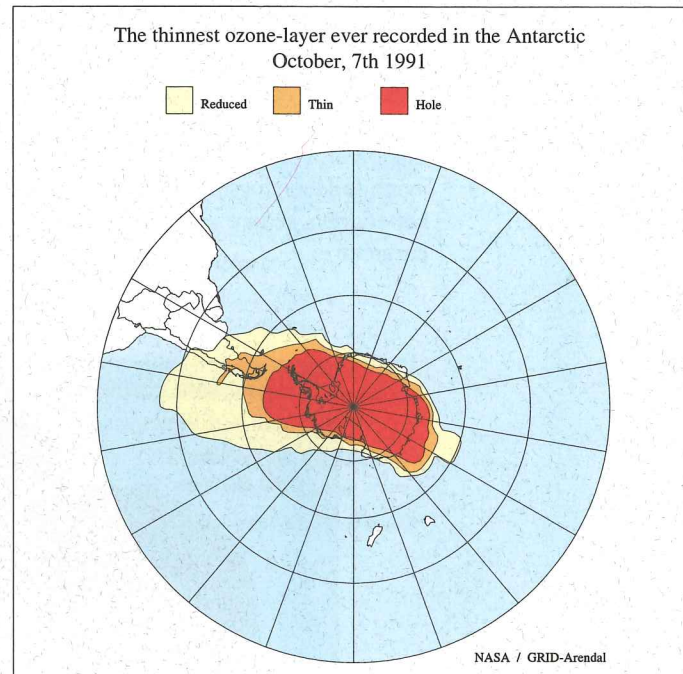 The thinnest ozone-layer ever recorded in the Antarctic
October, 7th 1991
Reduced
Thin
Hole
NASA / GRID-Arendal